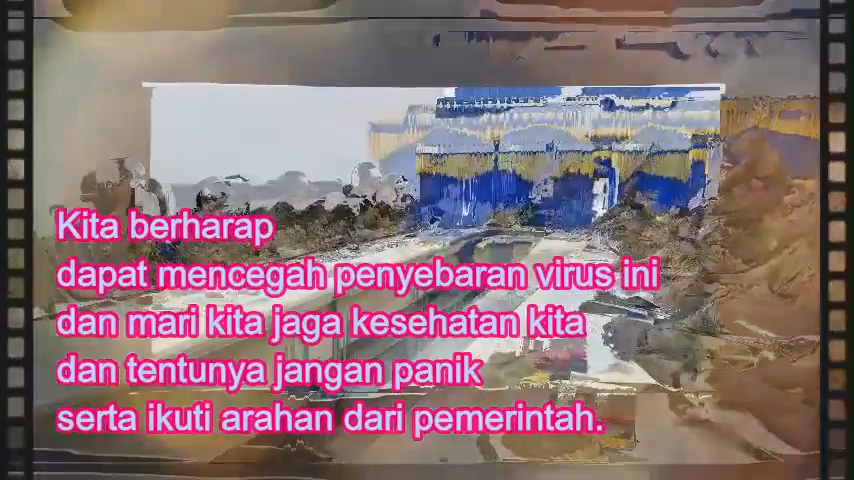 Kita berharap
dapat mencegah penyebaran virus ini
dan mari kita jaga kesehatan kita
dan tentunya jangan panik
serta ikuti arahan dari pemerintah.